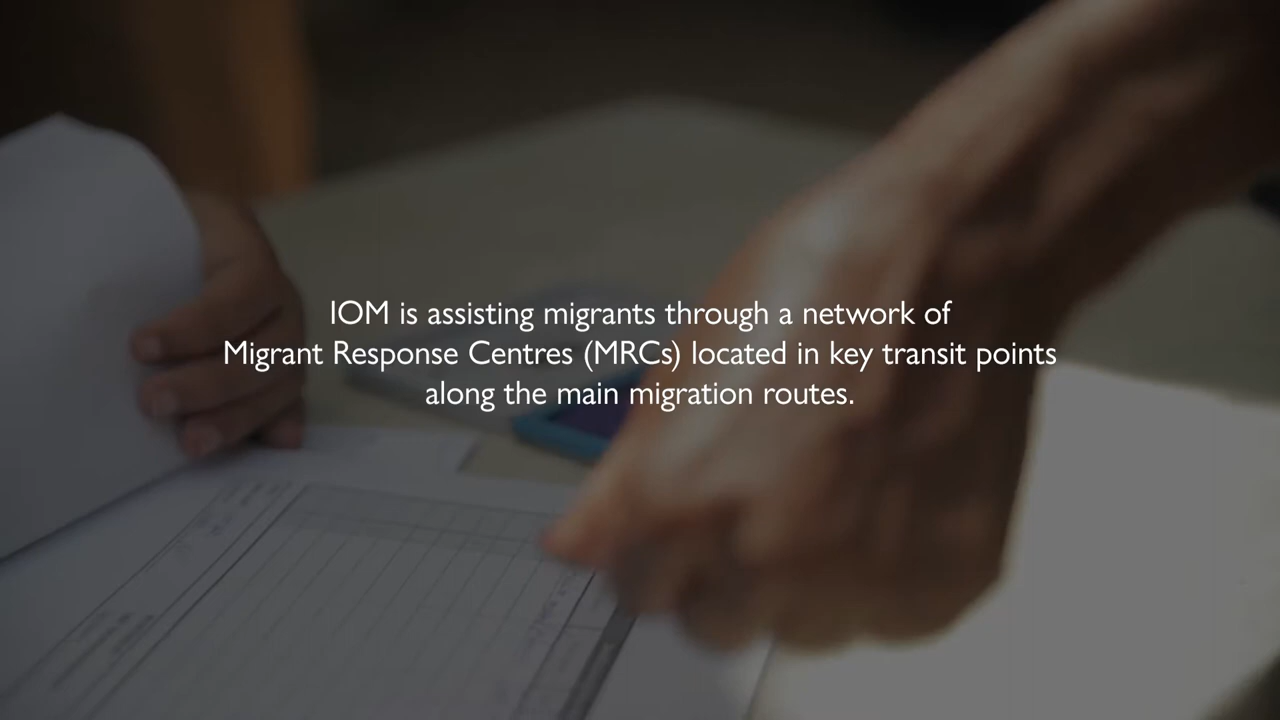 IOM is assisting migrants through a network of
Migrant Response Centres (MRCs) located in key transit points
along the main migration routes.